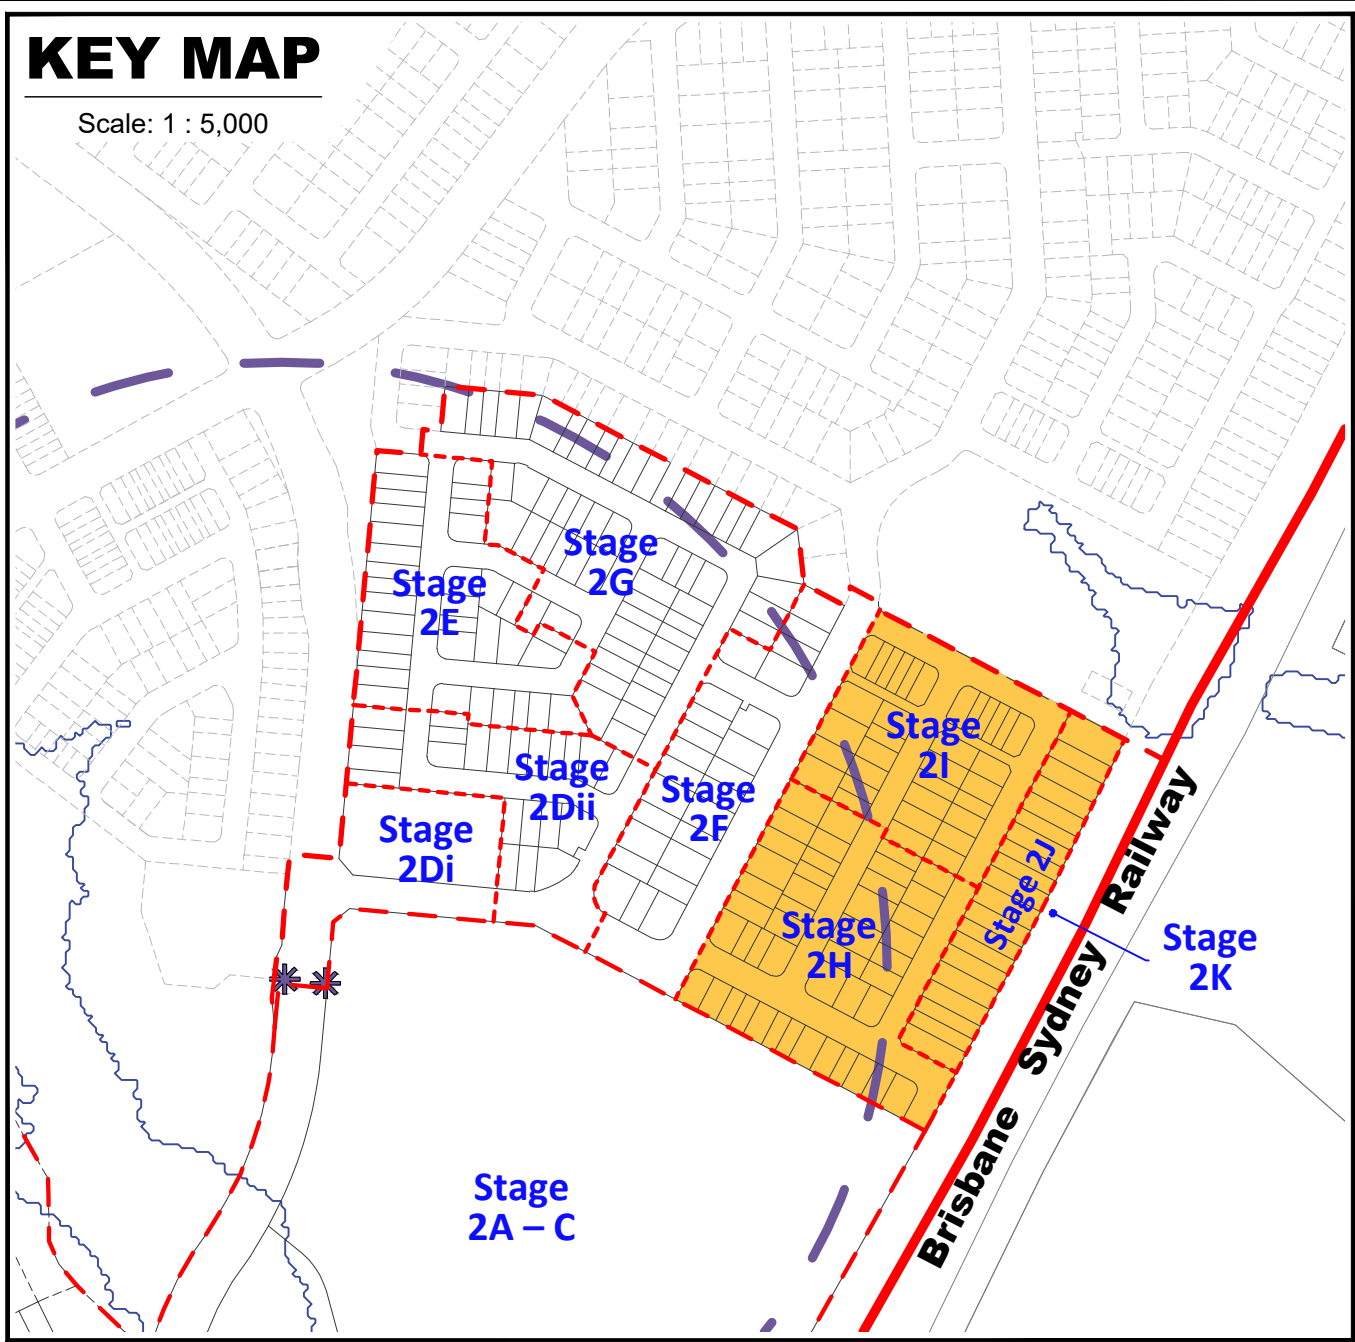 KEY MAP
Scale: 1 : 5,000
Stage
2G
Stage
2E
Stage
2I
Stage
2Dii
Stage
2F
Stage
2Di
Stage 2J
Stage
2H
Stage
2K
Brisbane Sydney Railway
Stage
2A – C